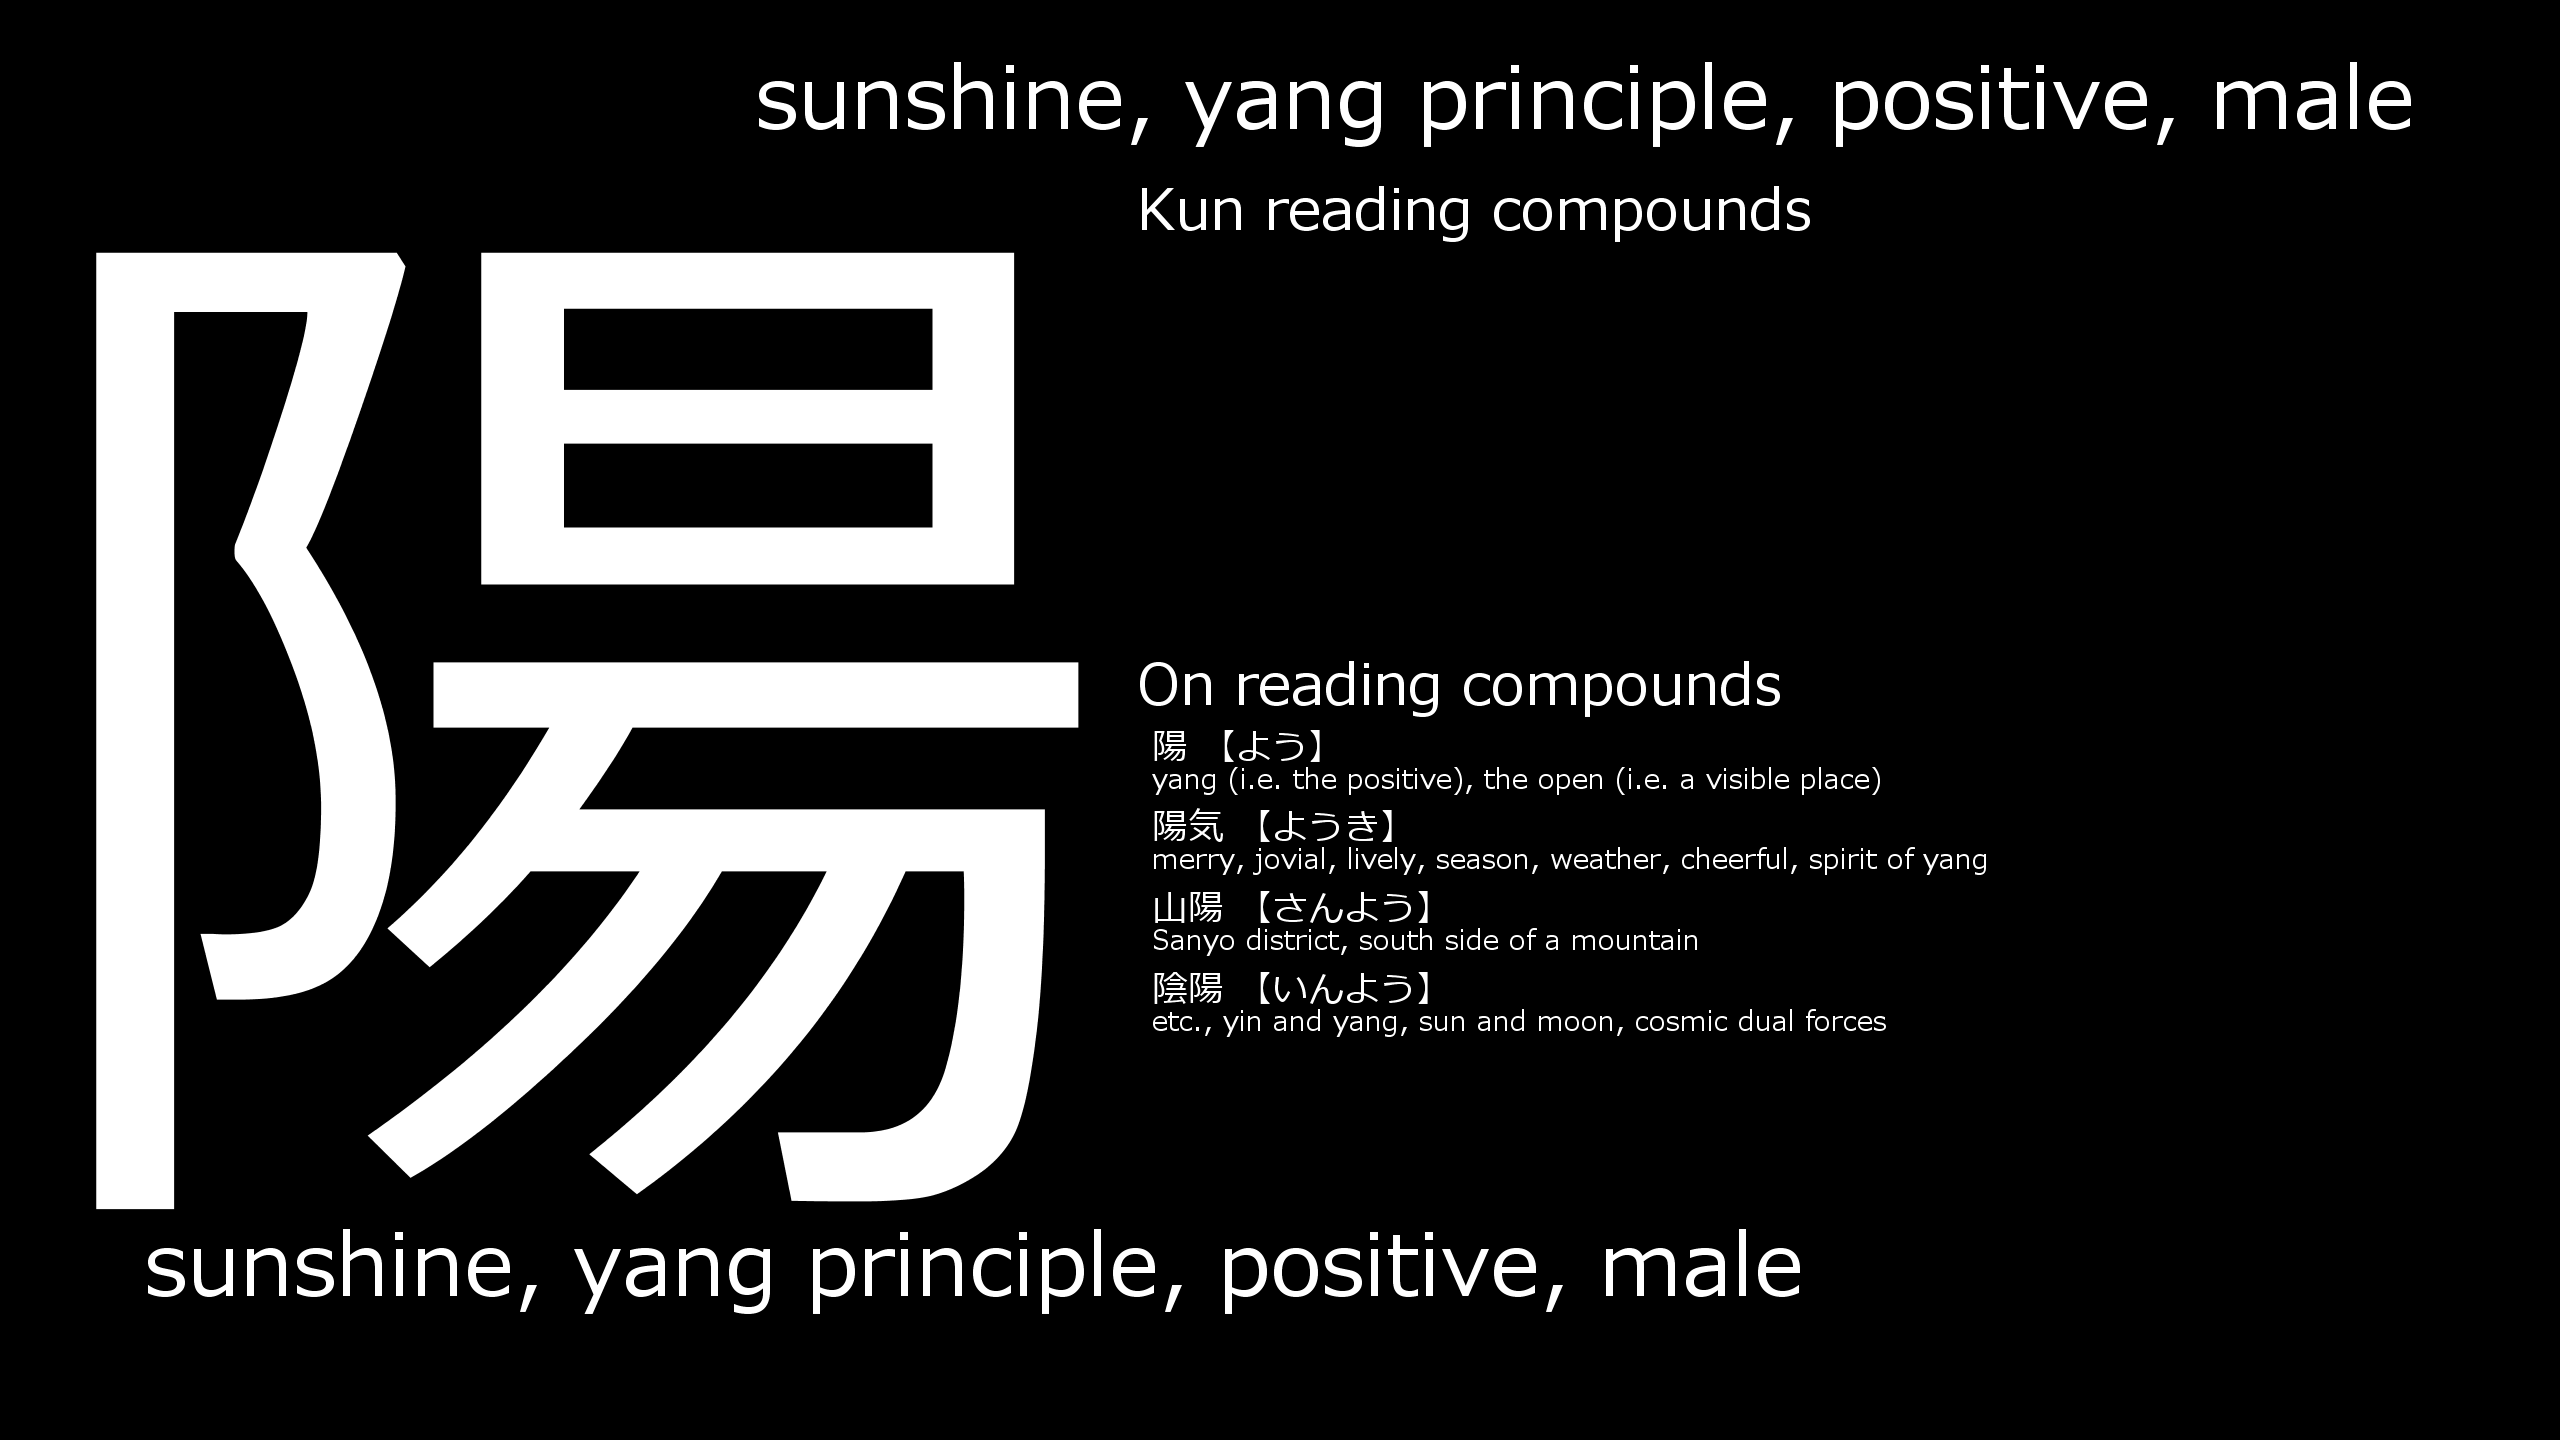 sunshine, yang principle, positive, male
Kun reading compounds
陽
On reading compounds
陽 【よう】
yang (i.e. the positive), the open (i.e. a visible place)
陽気 【ようき】
merry, jovial, lively, season, weather, cheerful, spirit of yang
山陽 【さんよう】
Sanyo district, south side of a mountain
陰陽 【いんよう】
etc., yin and yang, sun and moon, cosmic dual forces
sunshine, yang principle, positive, male